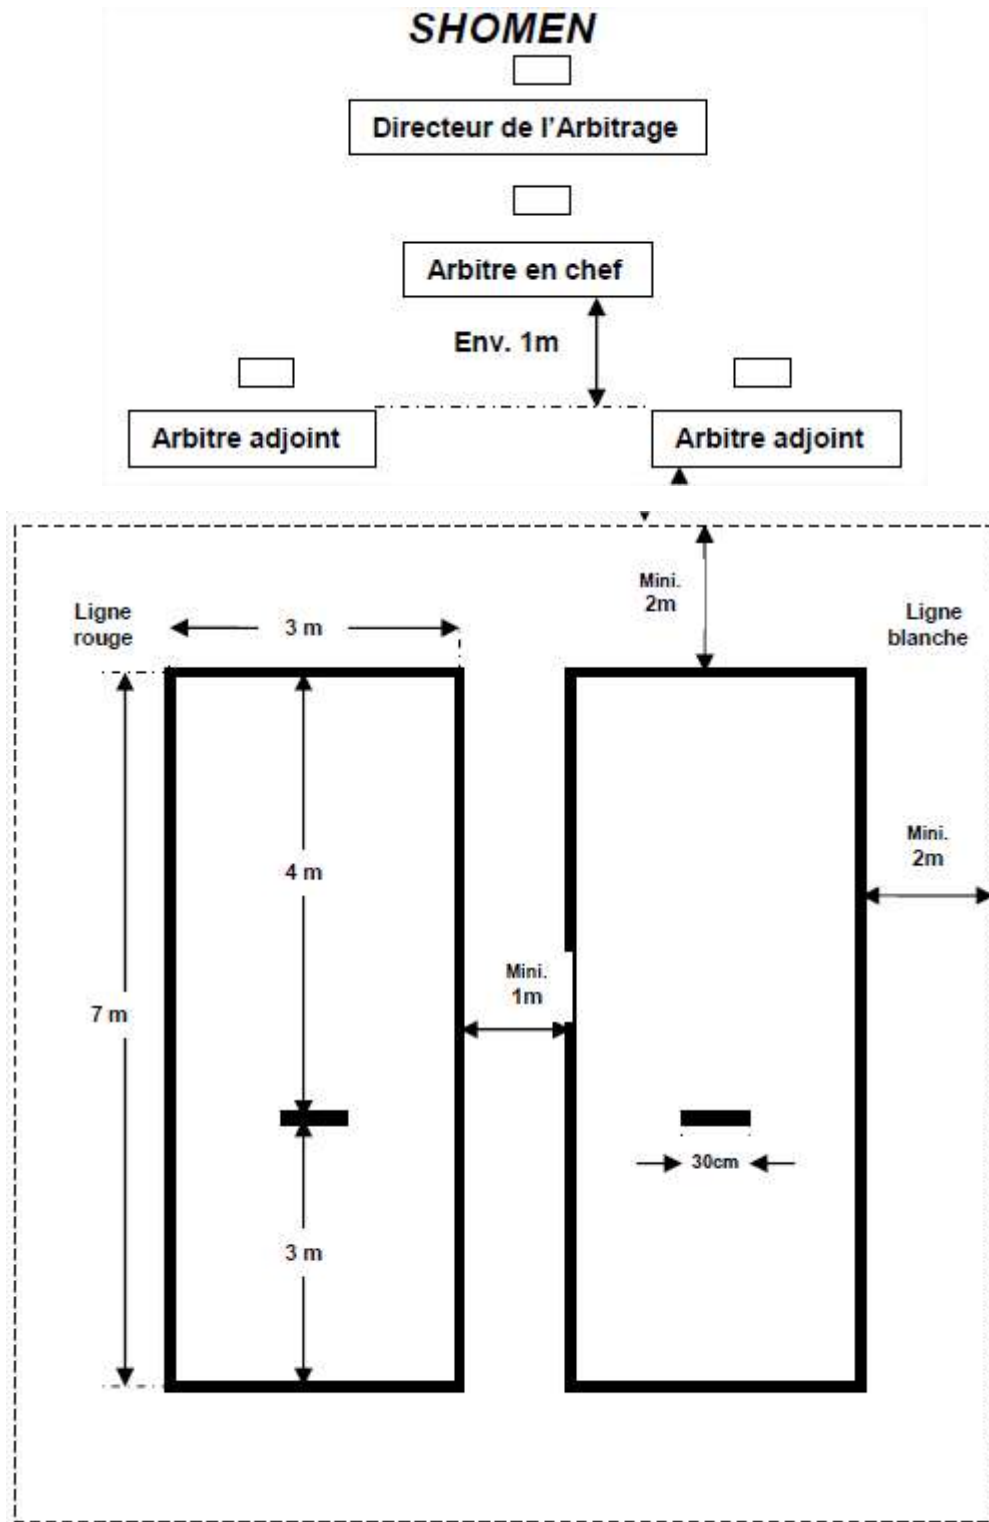 SHOMEN
Directeur de l'Arbitrage
Arbitre en chef
Env. 1m
Arbitre adjoint
Arbitre adjoint
Mini.
2m
Ligne
rouge
3 m
Ligne
blanche
4 m
Mini.
2m
Mini.
1m
7 m
30cm
3 m